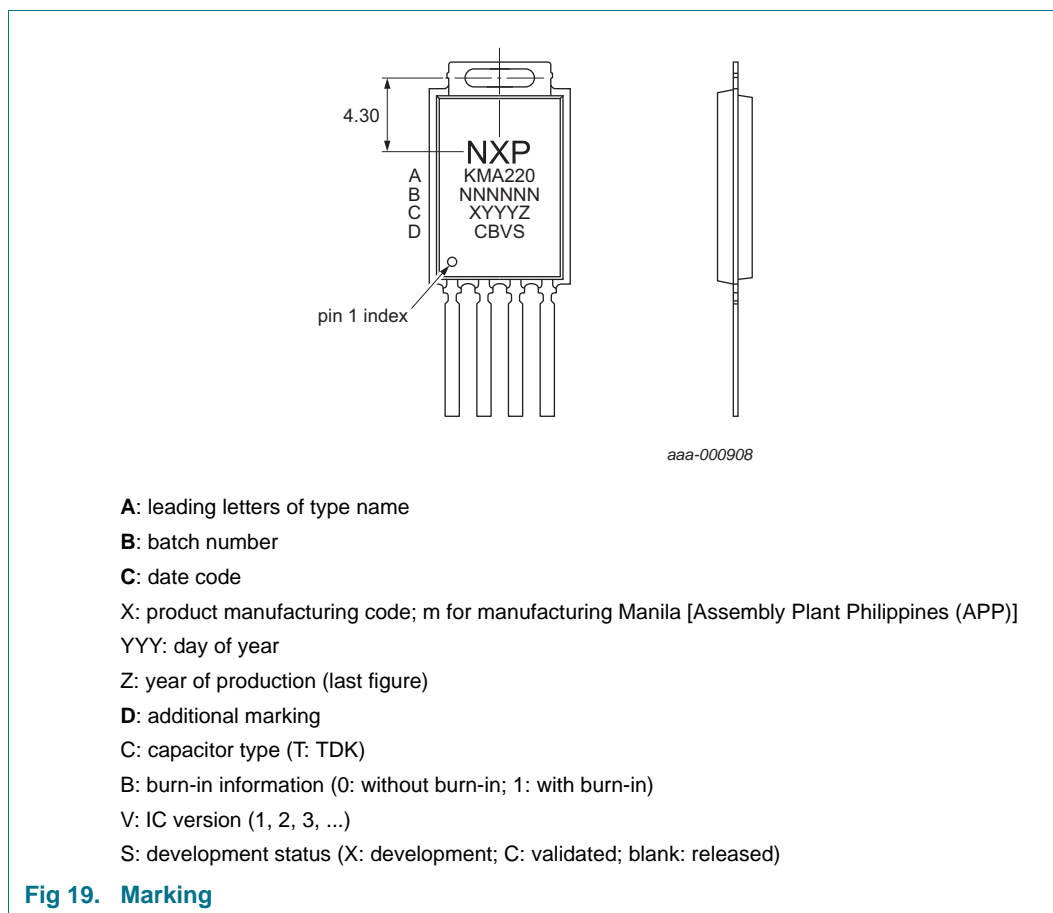 4.30
NXP
A KMA220
B NNNNNN
C XYYYZ
D CBVS
pin 1 index
aaa-000908
A: leading letters of type name
B: batch number
C: date code
X: product manufacturing code; m for manufacturing Manila [Assembly Plant Philippines (APP)]
YYY: day of year
Z: year of production (last figure)
D: additional marking
C: capacitor type (T: TDK)
B: burn-in information (0: without burn-in; 1: with burn-in)
V: IC version (1, 2, 3, ...)
S: development status (X: development; C: validated; blank: released)
Fig 19. Marking